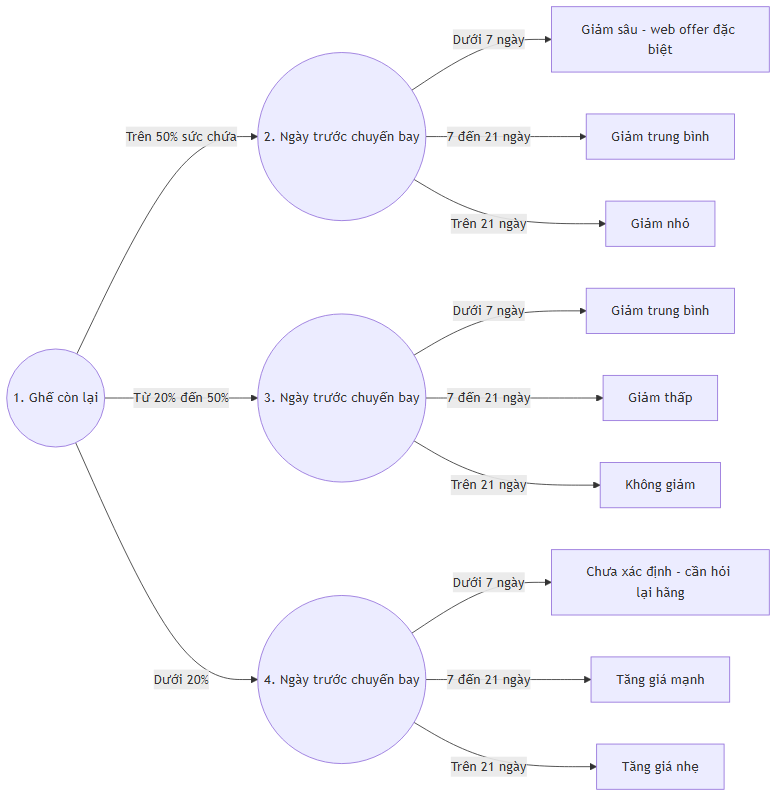 1. Ghế còn lại
Trên 50% sức chứa
2. Ngày trước chuyến bay
Dưới 7 ngày
Giảm sâu - web offer đặc
biệt
7 đến 21 ngày
Giảm trung bình
Trên 21 ngày
Giảm nhỏ
Từ 20% đến 50%
3. Ngày trước chuyến bay
Dưới 7 ngày
Giảm trung bình
7 đến 21 ngày
Giảm thấp
Trên 21 ngày
Không giảm
Dưới 20%
4. Ngày trước chuyến bay
Dưới 7 ngày
Chưa xác định - cần hỏi
lại hãng
7 đến 21 ngày
Tăng giá mạnh
Trên 21 ngày
Tăng giá nhẹ